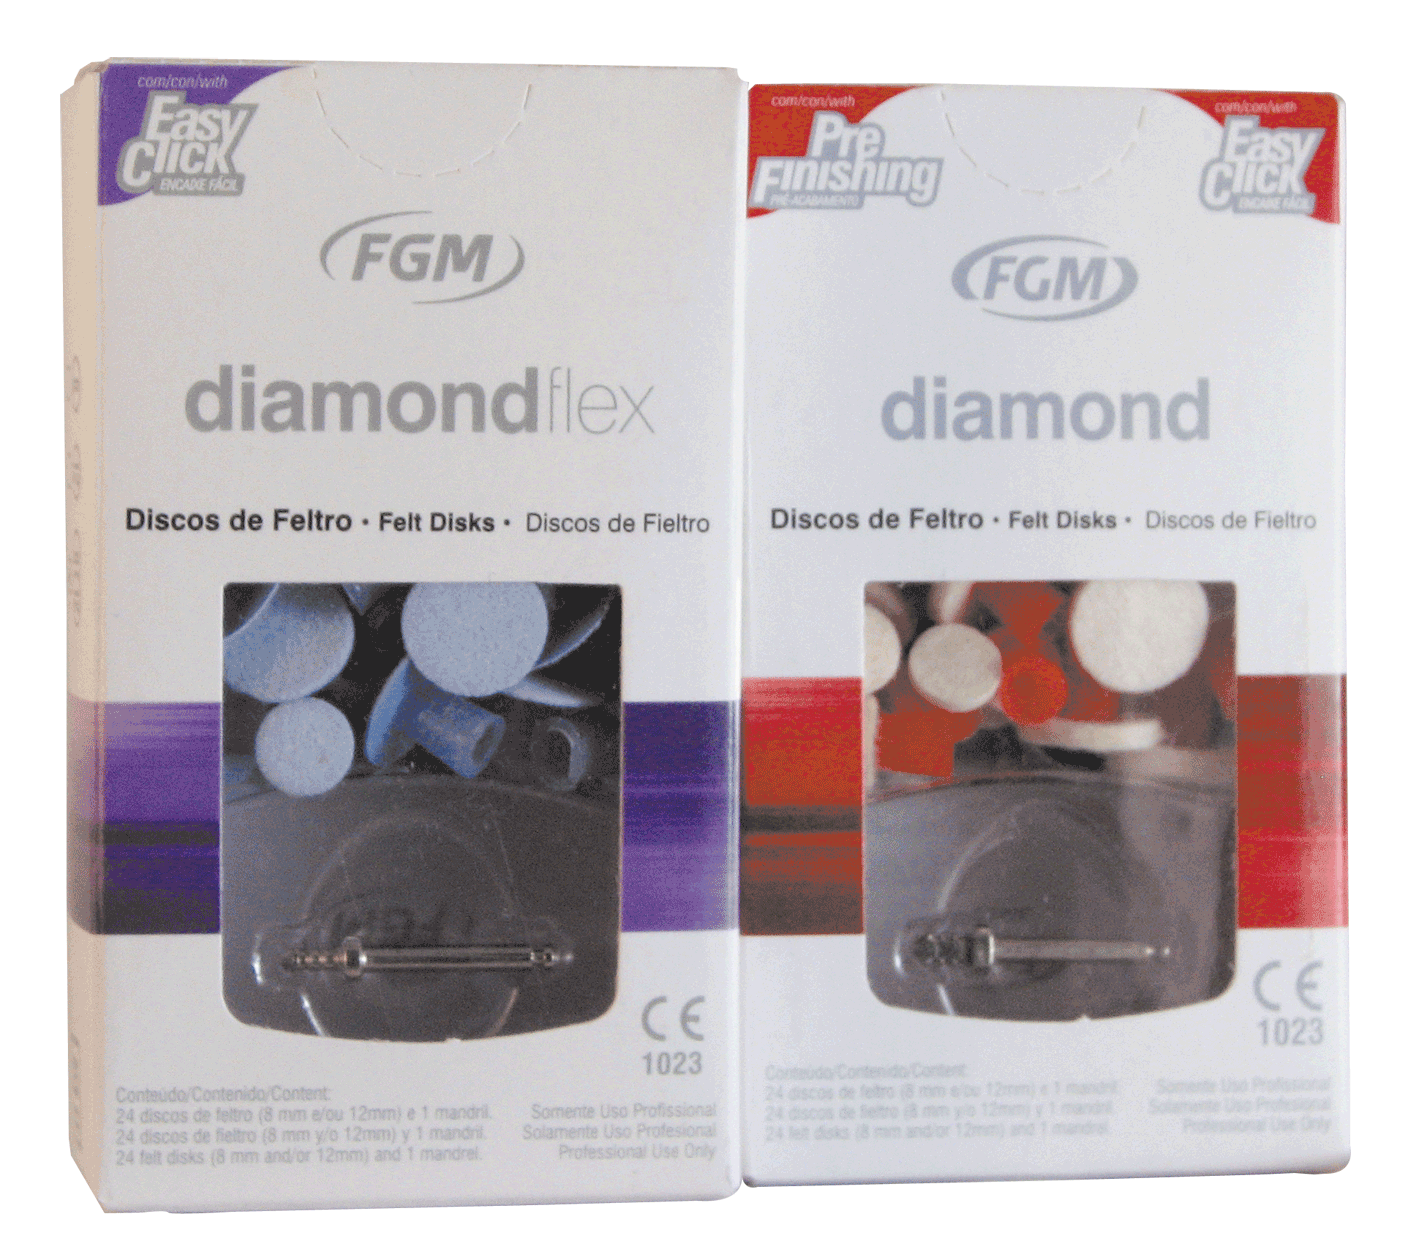 com/con/with
Easy
Click
ENCAIXE FÁCIL
FGM
diamondflex
Discos de Feltro · Felt Disks · Discos de Fieltro
CE
1023
Conteúdo/Contenido/Content:
24 discos de feltro (8 mm e/ou 12mm) e 1 mandril.
24 discos de fieltro (8 mm y/o 12mm) y 1 mandril.
24 felt disks (8 mm and/or 12mm) and 1 mandrel.
Somente Uso Profissional
Solamente Uso Profesional
Professional Use Only
com/con/with
Pre
Finishing
PRÉ-ACABAMENTO
com/con/with
Easy
Click
ENCAIXE FÁCIL
FGM
diamond
Discos de Feltro · Felt Disks · Discos de Fieltro
CE
1023
Conteúdo/Contenido/Content:
24 discos de feltro (8 mm e/ou 12mm) e 1 mandril.
24 discos de fieltro (8 mm y/o 12mm) y 1 mandril.
24 felt disks (8 mm and/or 12mm) and 1 mandrel.
Somente Uso Profissional
Solamente Uso Profesional
Professional Use Only